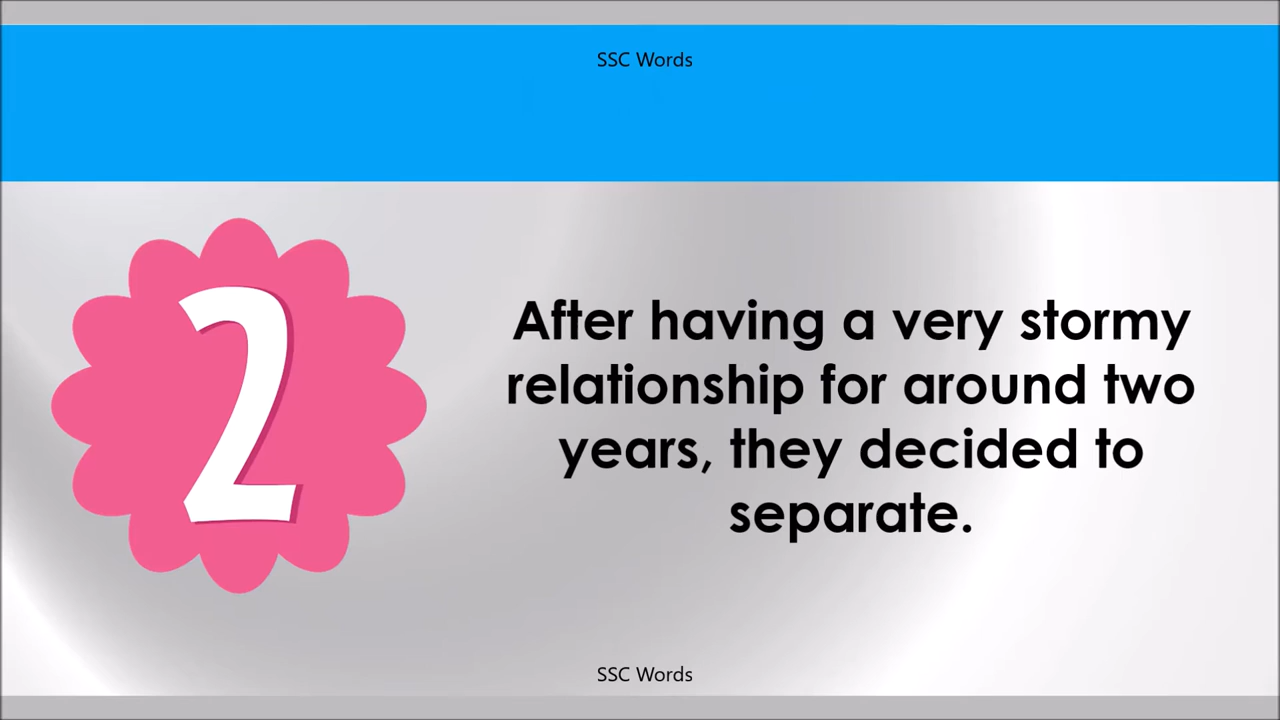 SSC Words
2
After having a very stormy
relationship for around two
years, they decided to
separate.
SSC Words